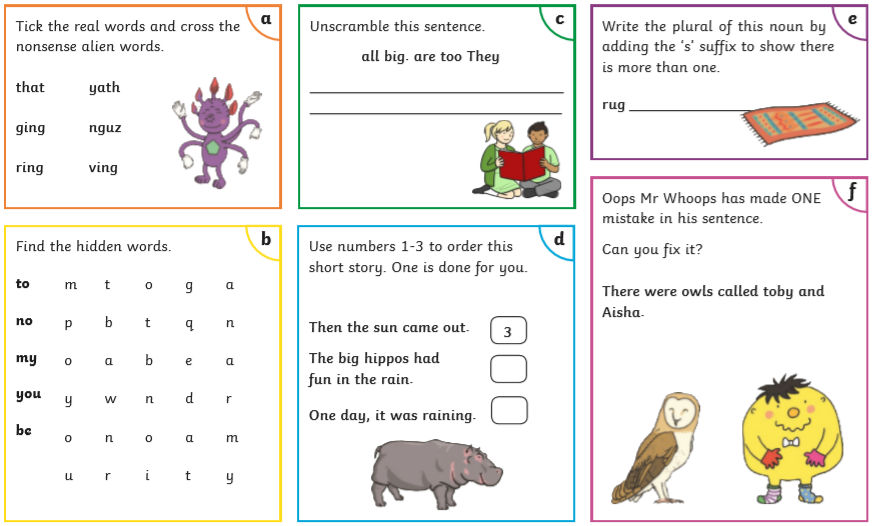 a
Tick the real words and cross the
nonsense alien words.
that yath
ging nguz
ring ving
b
Find the hidden words.
to m t o g a
no p b t q n
my o a b e a
you y w n d r
be o n o a m
u r i t y
c
Unscramble this sentence.
all big. are too They
d
Use numbers 1-3 to order this
short story. One is done for you.
Then the sun came out. 3
The big hippos had
fun in the rain.
One day, it was raining.
e
Write the plural of this noun by
adding the ‘s’ suffix to show there
is more than one.
rug
f
Oops Mr Whoops has made ONE
mistake in his sentence.
Can you fix it?
There were owls called toby and
Aisha.